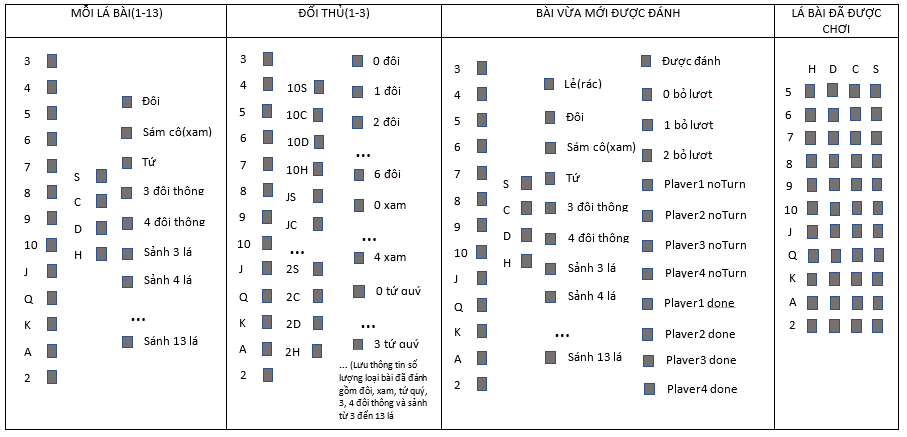 MỖI LÁ BÀI(1-13)
3
4
5
6
7
8
9
10
J
Q
K
A
2
S
C
D
H
Đôi
Sám cô(xam)
Tứ
3 đôi thông
4 đôi thông
Sảnh 3 lá
Sảnh 4 lá
...
Sảnh 13 lá
ĐỐI THỦ(1-3)
3
4
5
6
7
8
9
10
J
Q
K
A
2
10S
10C
10D
10H
JS
JC
...
2S
2C
2D
2H
0 đôi
1 đôi
2 đôi
...
6 đôi
0 xam
...
4 xam
0 tứ quý
...
3 tứ quý
... (Lưu thông tin số
lượng loại bài đã đánh
gồm đôi, xam, tứ quý,
3, 4 đôi thông và sảnh
từ 3 đến 13 lá
BÀI VỪA MỚI ĐƯỢC ĐÁNH
3
4
5
6
7
8
9
10
J
Q
K
A
2
S
C
D
H
Lẻ(rác)
Đôi
Sám cô(xam)
Tứ
3 đôi thông
4 đôi thông
Sảnh 3 lá
Sảnh 4 lá
...
Sảnh 13 lá
Được đánh
0 bỏ lượt
1 bỏ lượt
2 bỏ lượt
Player1 noTurn
Player2 noTurn
Player3 noTurn
Player4 noTurn
Player1 done
Player2 done
Player3 done
Player4 done
LÁ BÀI ĐÃ ĐƯỢC
CHƠI
H D C S
5
6
7
8
9
10
J
Q
K
A
2